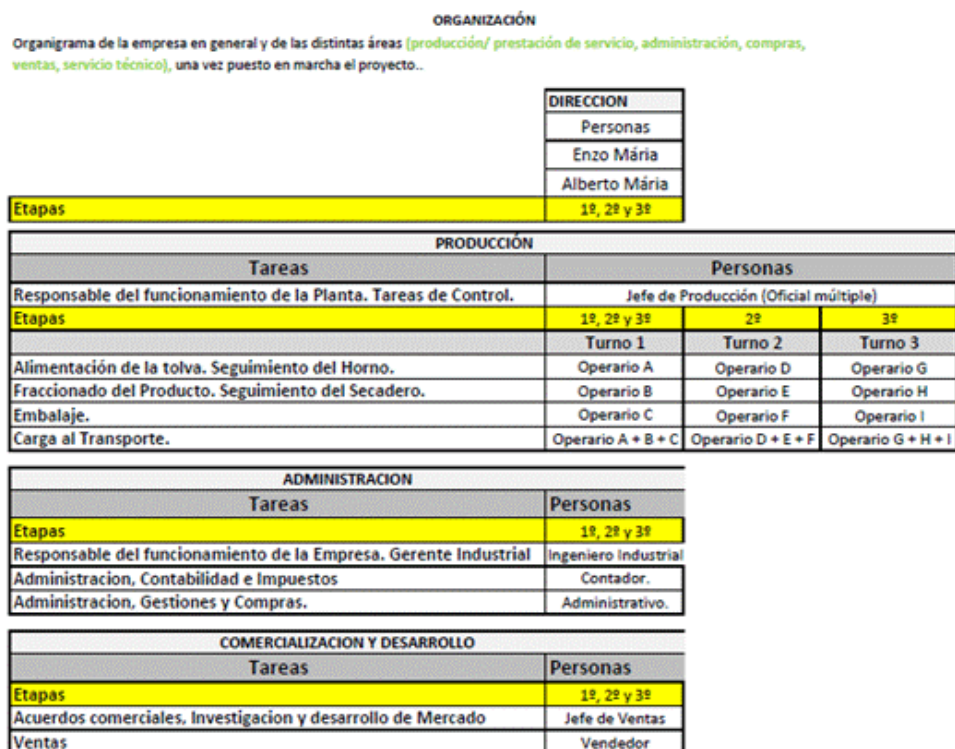 ORGANIZACIÓN
Organigrama de la empresa en general y de las distintas áreas (producción/ prestación de servicio, administración, compras,
ventas, servicio técnico), una vez puesto en marcha el proyecto..
DIRECCION
Personas
Enzo Mária
Alberto Mária
Etapas 1º, 2º y 3º
PRODUCCIÓN
Tareas Personas
Responsable del funcionamiento de la Planta. Tareas de Control. Jefe de Producción (Oficial múltiple)
Etapas 1º, 2º y 3º 2º 3º
Turno 1 Turno 2 Turno 3
Alimentación de la tolva. Seguimiento del Horno. Operario A Operario D Operario G
Fraccionado del Producto. Seguimiento del Secadero. Operario B Operario E Operario H
Embalaje. Operario C Operario F Operario I
Carga al Transporte. Operario A + B + C Operario D + E + F Operario G + H + I
ADMINISTRACION
Tareas Personas
Etapas 1º, 2º y 3º
Responsable del funcionamiento de la Empresa. Gerente Industrial Ingeniero Industrial
Administracion, Contabilidad e Impuestos Contador.
Administracion, Gestiones y Compras. Administrativo.
COMERCIALIZACION Y DESARROLLO
Tareas Personas
Etapas 1º, 2º y 3º
Acuerdos comerciales, Investigacion y desarrollo de Mercado Jefe de Ventas
Ventas Vendedor